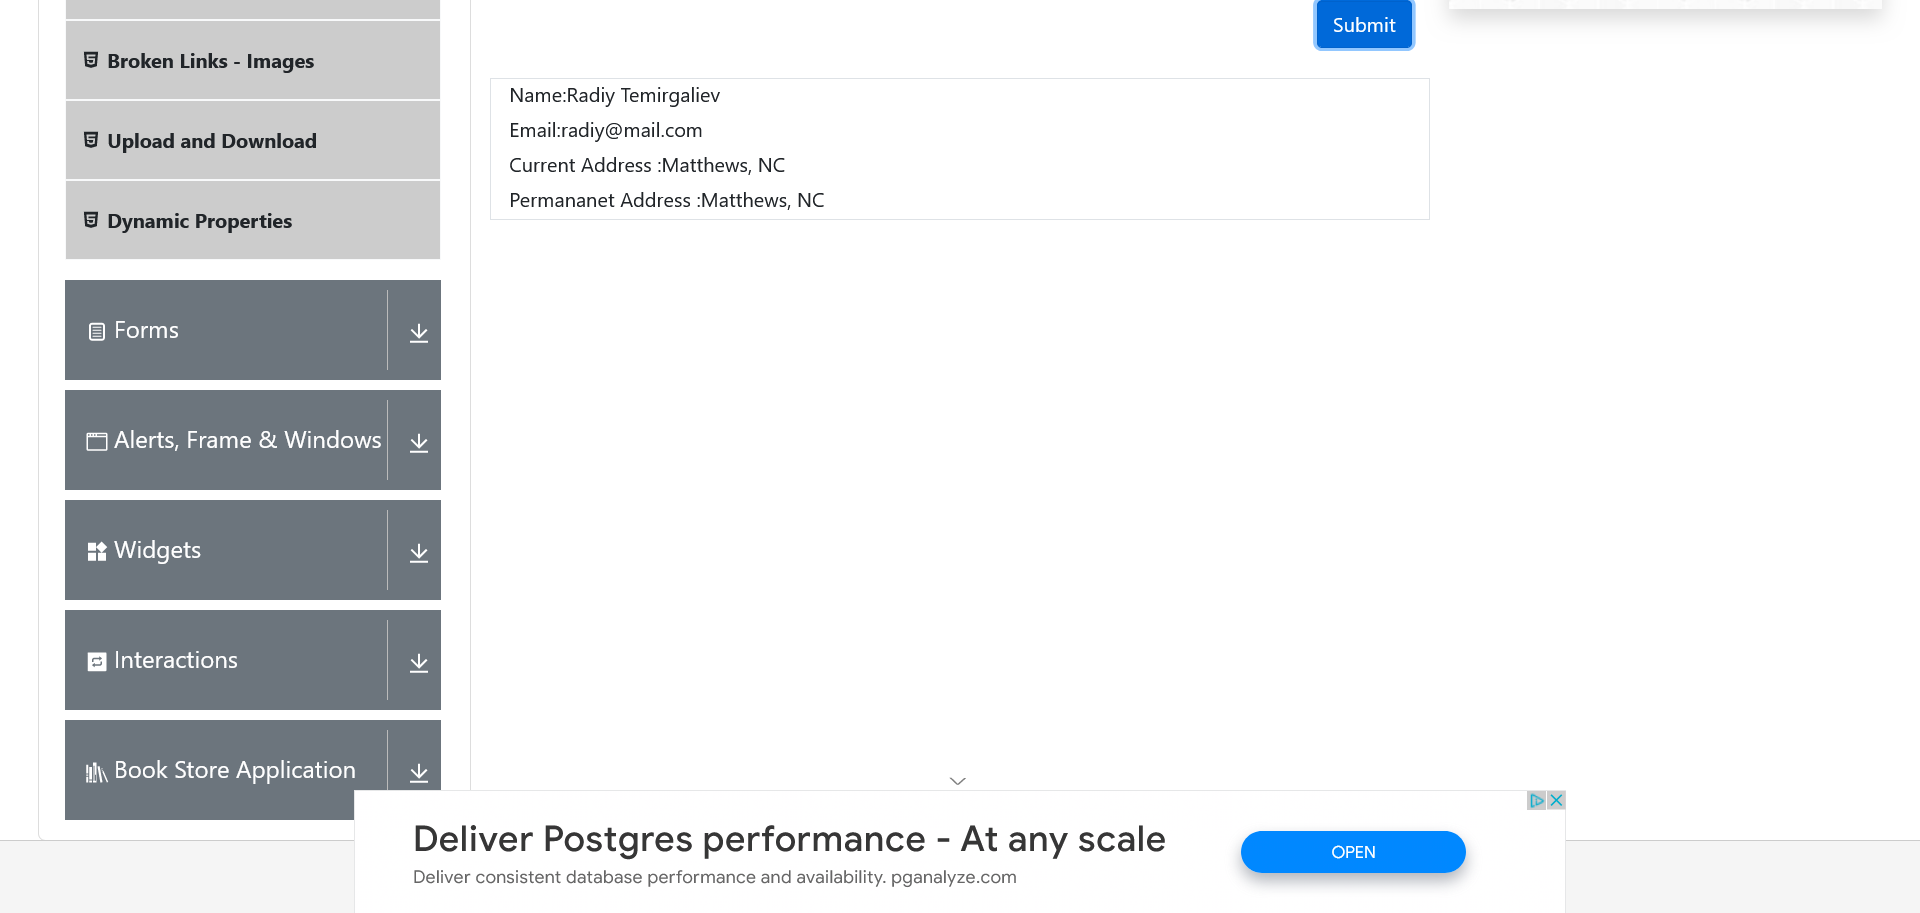 Submit
Broken Links - Images
Upload and Download
Dynamic Properties
Name:Radiy Temirgaliev
Email:radiy@mail.com
Current Address :Matthews, NC
Permananet Address :Matthews, NC
Forms
Alerts, Frame & Windows
Widgets
Interactions
Book Store Application
Deliver Postgres performance - At any scale
Deliver consistent database performance and availability. pganalyze.com
OPEN